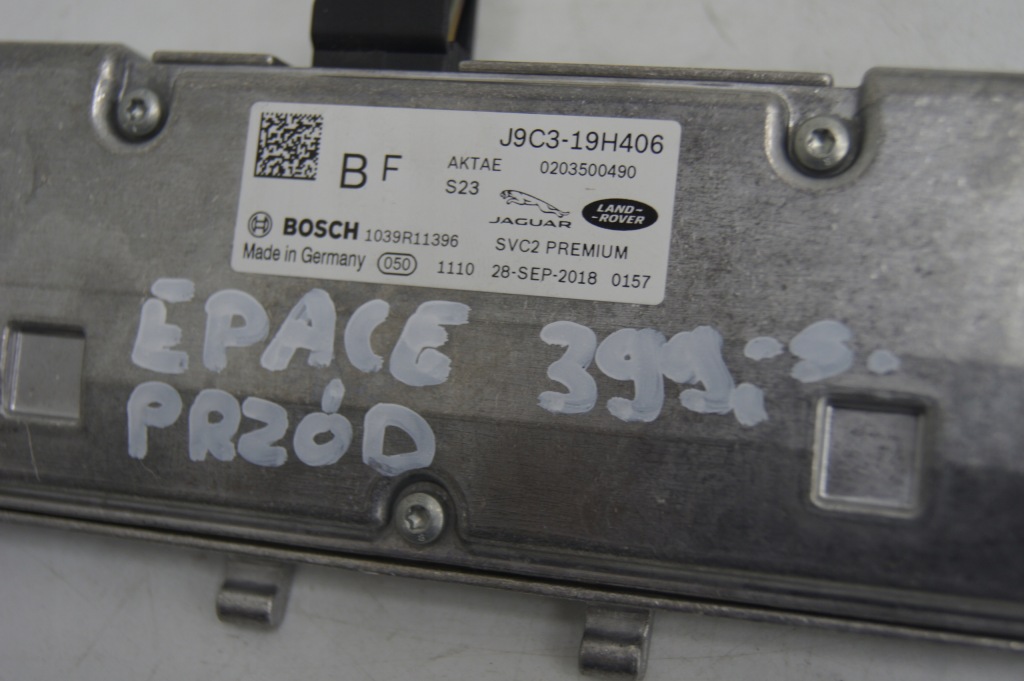 J9C3-19H406
B F AKTAE 0203500490
S23
JAGUAR LAND-ROVER
BOSCH 1039R11396 SVC2 PREMIUM
Made in Germany 050 1110 28-SEP-2018 0157
EPACE 399.-S.
PRZÓD